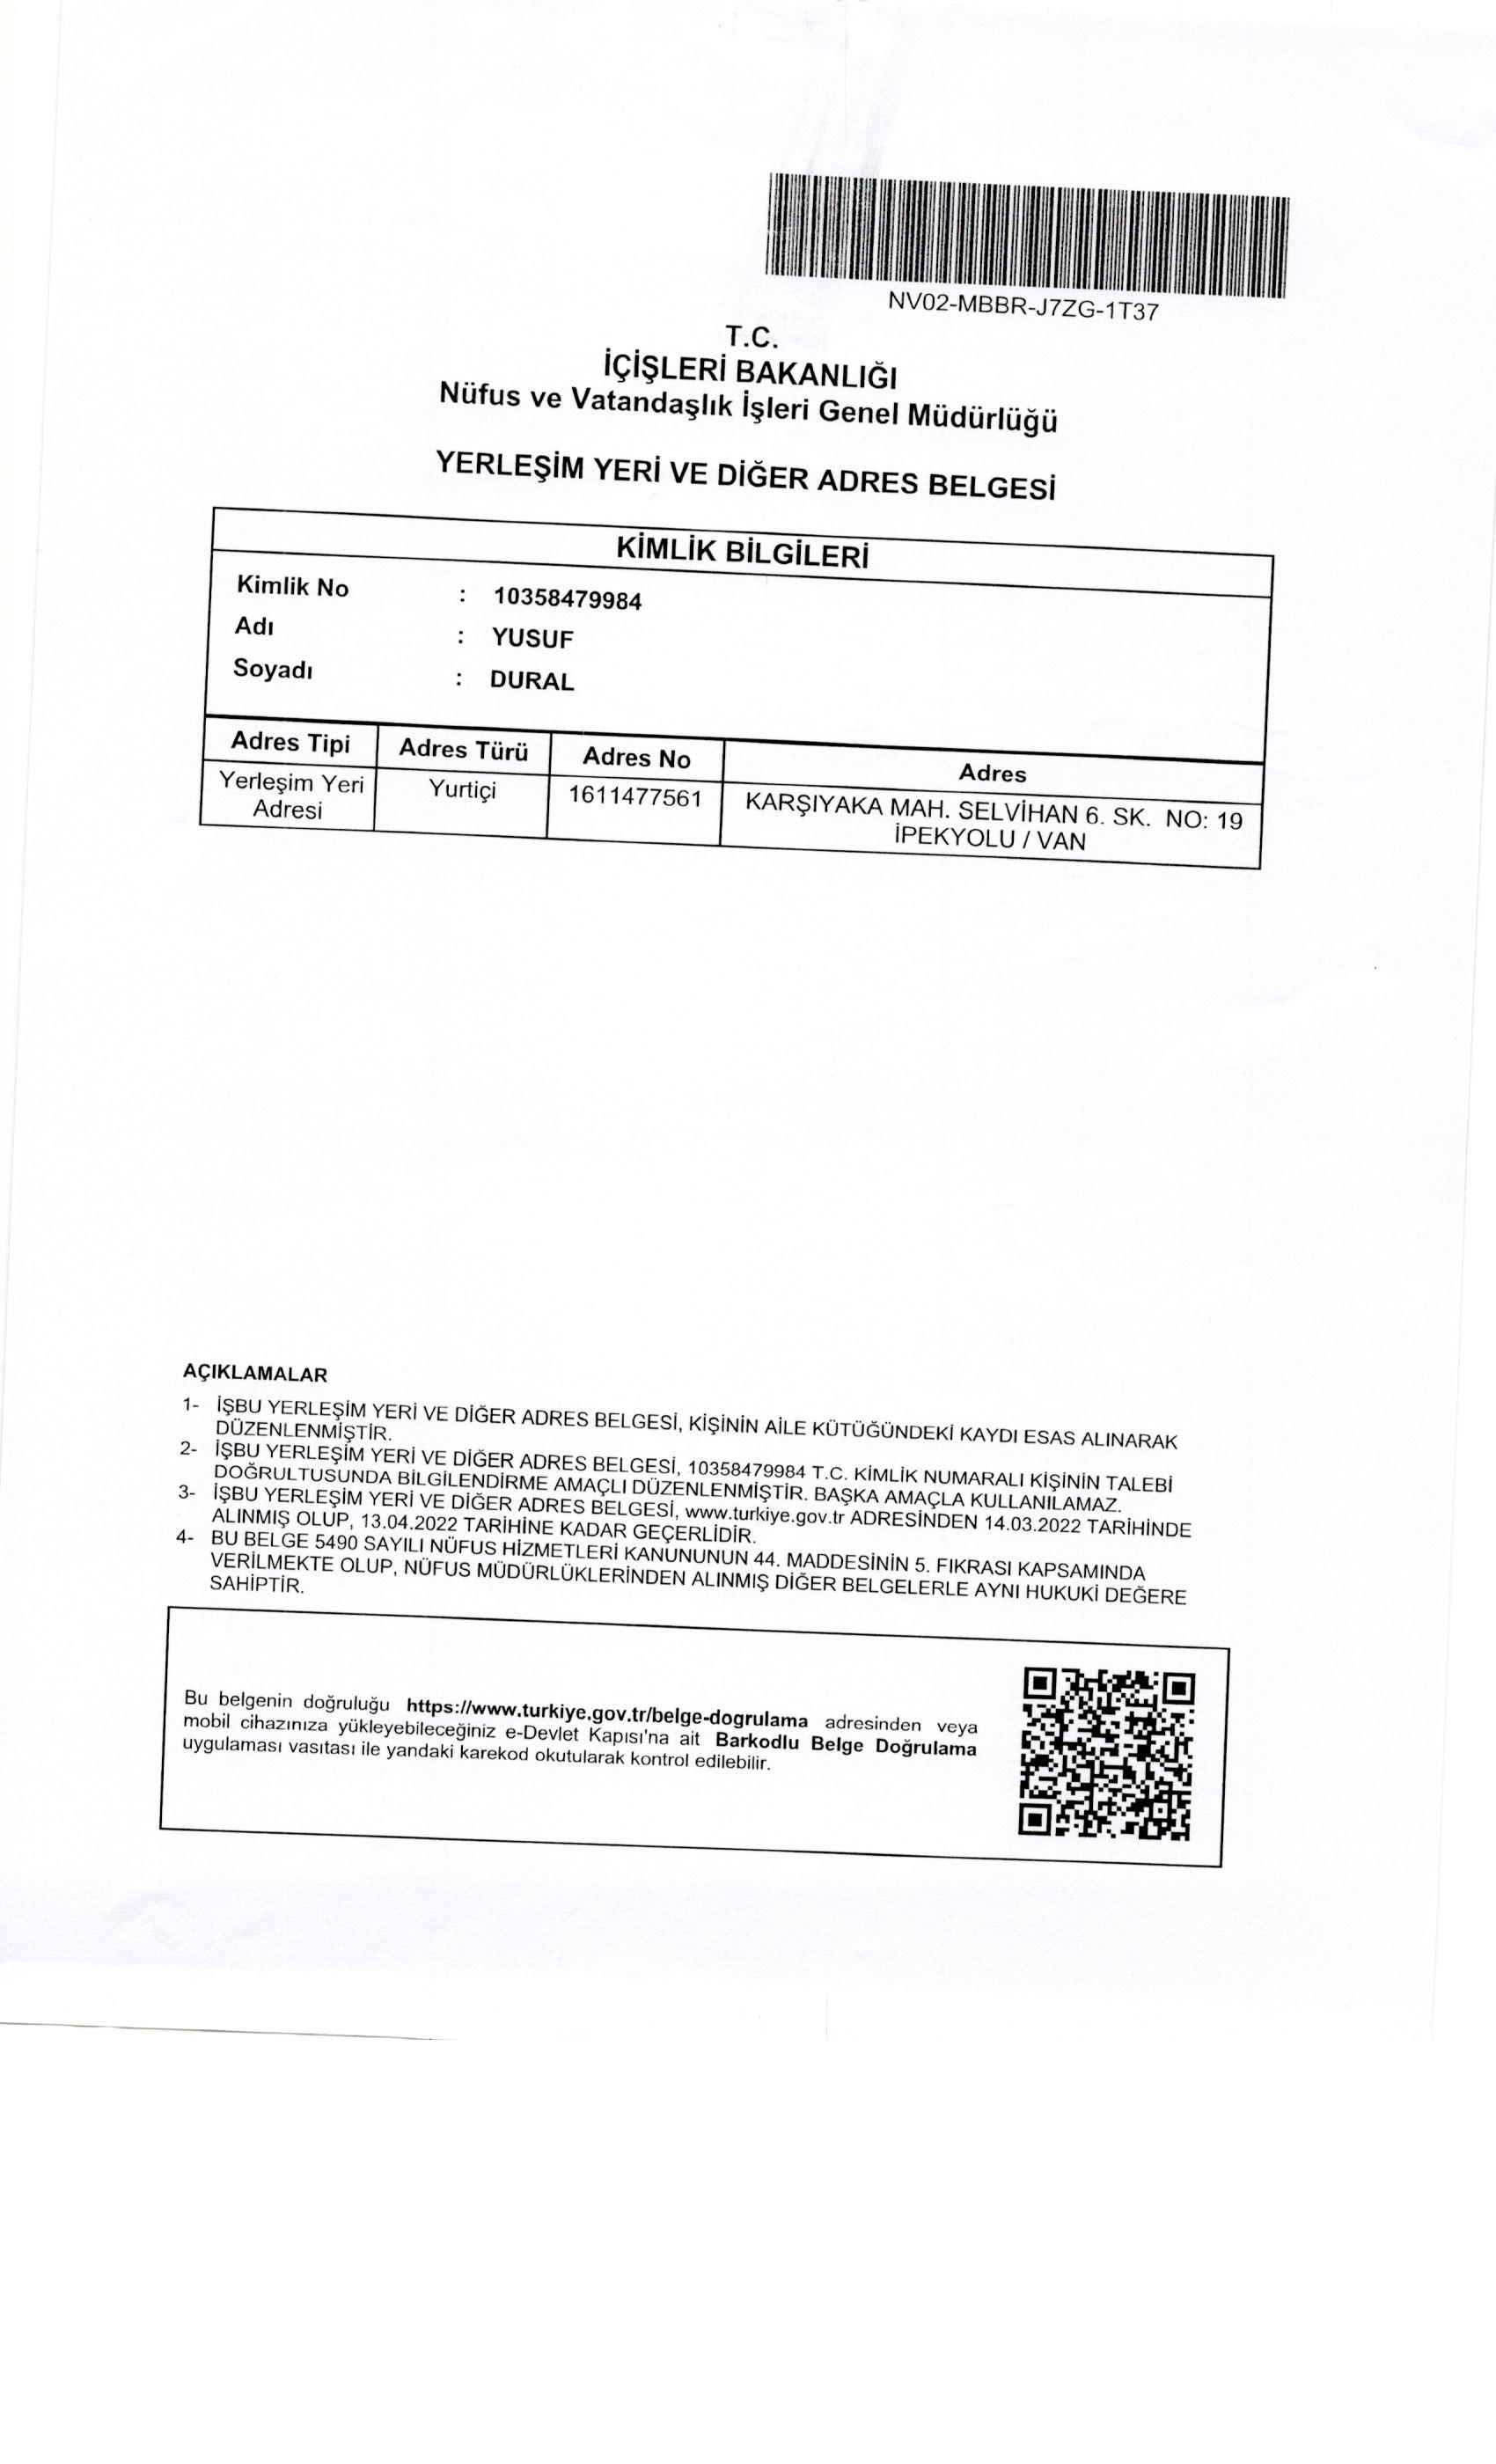 NV02-MBBR-J7ZG-1T37
T.C.
İÇİŞLERİ BAKANLIĞI
Nüfus ve Vatandaşlık İşleri Genel Müdürlüğü
YERLEŞİM YERİ VE DİĞER ADRES BELGESİ
KİMLİK BİLGİLERİ
Kimlik No : 10358479984
Adı : YUSUF
Soyadı : DURAL
Adres Tipi Adres Türü Adres No Adres
Yerleşim Yeri Yurtiçi 1611477561 KARŞIYAKA MAH. SELVİHAN 6. SK. NO: 19
Adresi İPEKYOLU / VAN
AÇIKLAMALAR
1- İŞBU YERLEŞİM YERİ VE DİĞER ADRES BELGESİ, KİŞİNİN AİLE KÜTÜĞÜNDEKİ KAYDI ESAS ALINARAK
DÜZENLENMİŞTİR.
2- İŞBU YERLEŞİM YERİ VE DİĞER ADRES BELGESİ, 10358479984 T.C. KİMLİK NUMARALI KİŞİNİN TALEBİ
DOĞRULTUSUNDA BİLGİLENDİRME AMAÇLI DÜZENLENMİŞTİR. BAŞKA AMAÇLA KULLANILAMAZ.
3- İŞBU YERLEŞİM YERİ VE DİĞER ADRES BELGESİ, www.turkiye.gov.tr ADRESİNDEN 14.03.2022 TARİHİNDE
ALINMIŞ OLUP, 13.04.2022 TARİHİNE KADAR GEÇERLİDİR.
4- BU BELGE 5490 SAYILI NÜFUS HİZMETLERİ KANUNUNUN 44. MADDESİNİN 5. FIKRASI KAPSAMINDA
VERİLMEKTE OLUP, NÜFUS MÜDÜRLÜKLERİNDEN ALINMIŞ DİĞER BELGELERLE AYNI HUKUKİ DEĞERE
SAHİPTİR.
Bu belgenin doğruluğu https://www.turkiye.gov.tr/belge-dogrulama adresinden veya
mobil cihazınıza yükleyebileceğiniz e-Devlet Kapısı'na ait Barkodlu Belge Doğrulama
uygulaması vasıtası ile yandaki karekod okutularak kontrol edilebilir.